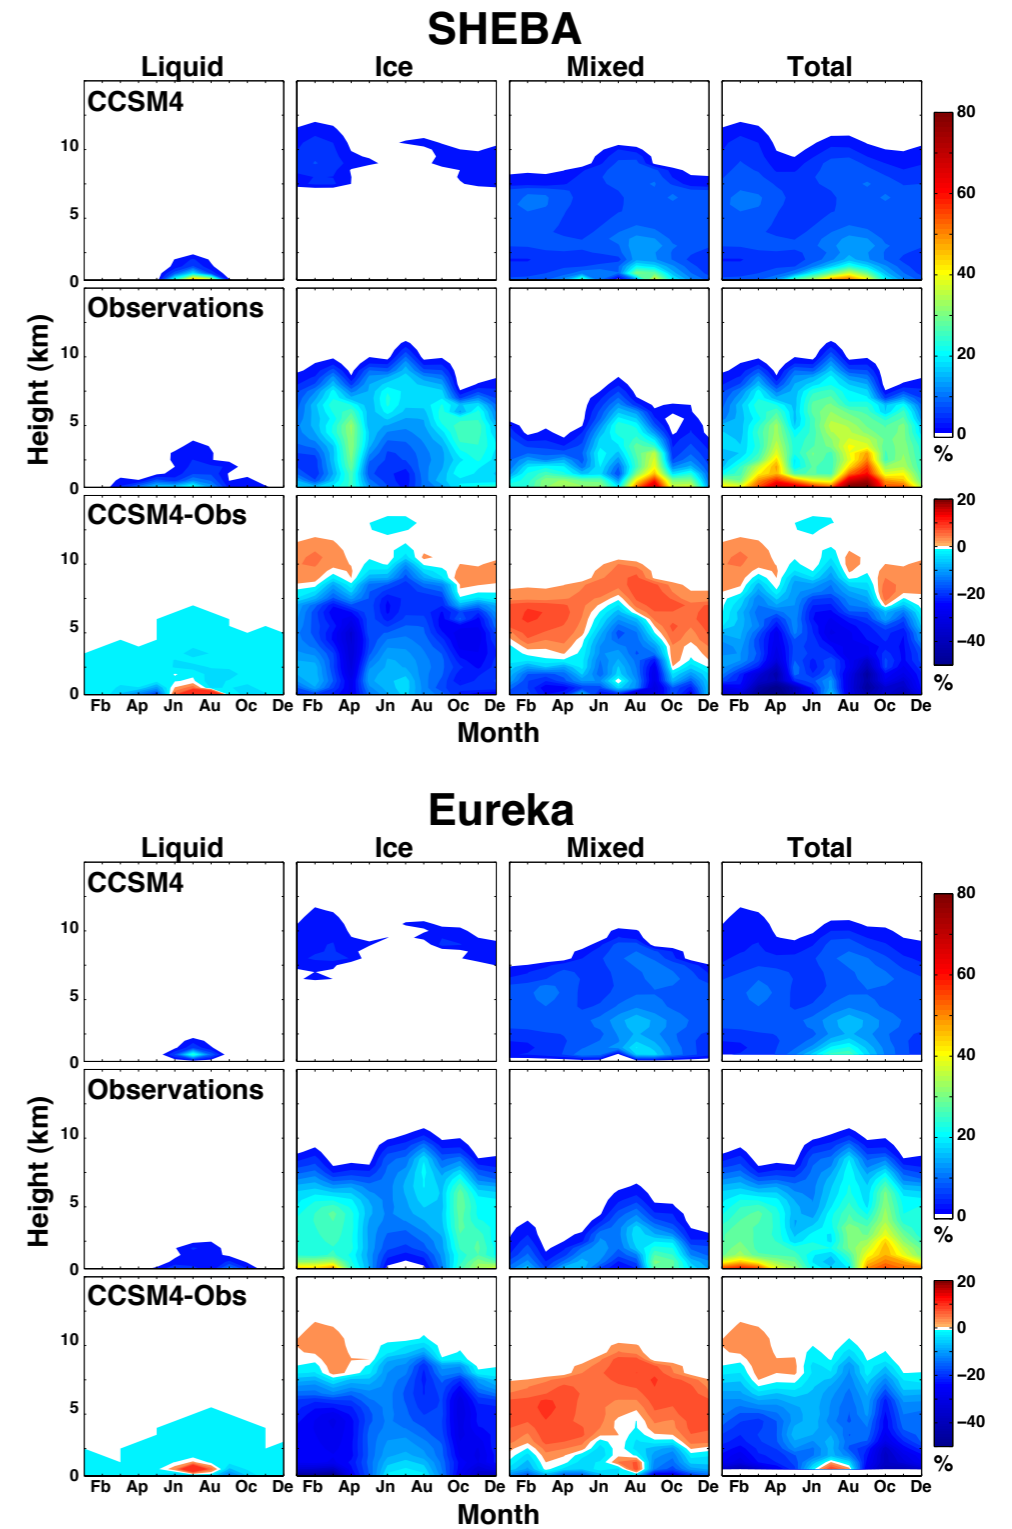 SHEBA
Liquid Ice Mixed Total
CCSM4
10
5
0
Observations
10
5
0
CCSM4-Obs
10
5
0
Height (km)
80
60
40
20
0
%
20
0
−20
−40
%
Fb Ap Jn Au Oc De Fb Ap Jn Au Oc De Fb Ap Jn Au Oc De Fb Ap Jn Au Oc De
Month
Eureka
Liquid Ice Mixed Total
CCSM4
10
5
0
Observations
10
5
0
CCSM4-Obs
10
5
0
Height (km)
80
60
40
20
0
%
20
0
−20
−40
%
Fb Ap Jn Au Oc De Fb Ap Jn Au Oc De Fb Ap Jn Au Oc De Fb Ap Jn Au Oc De
Month